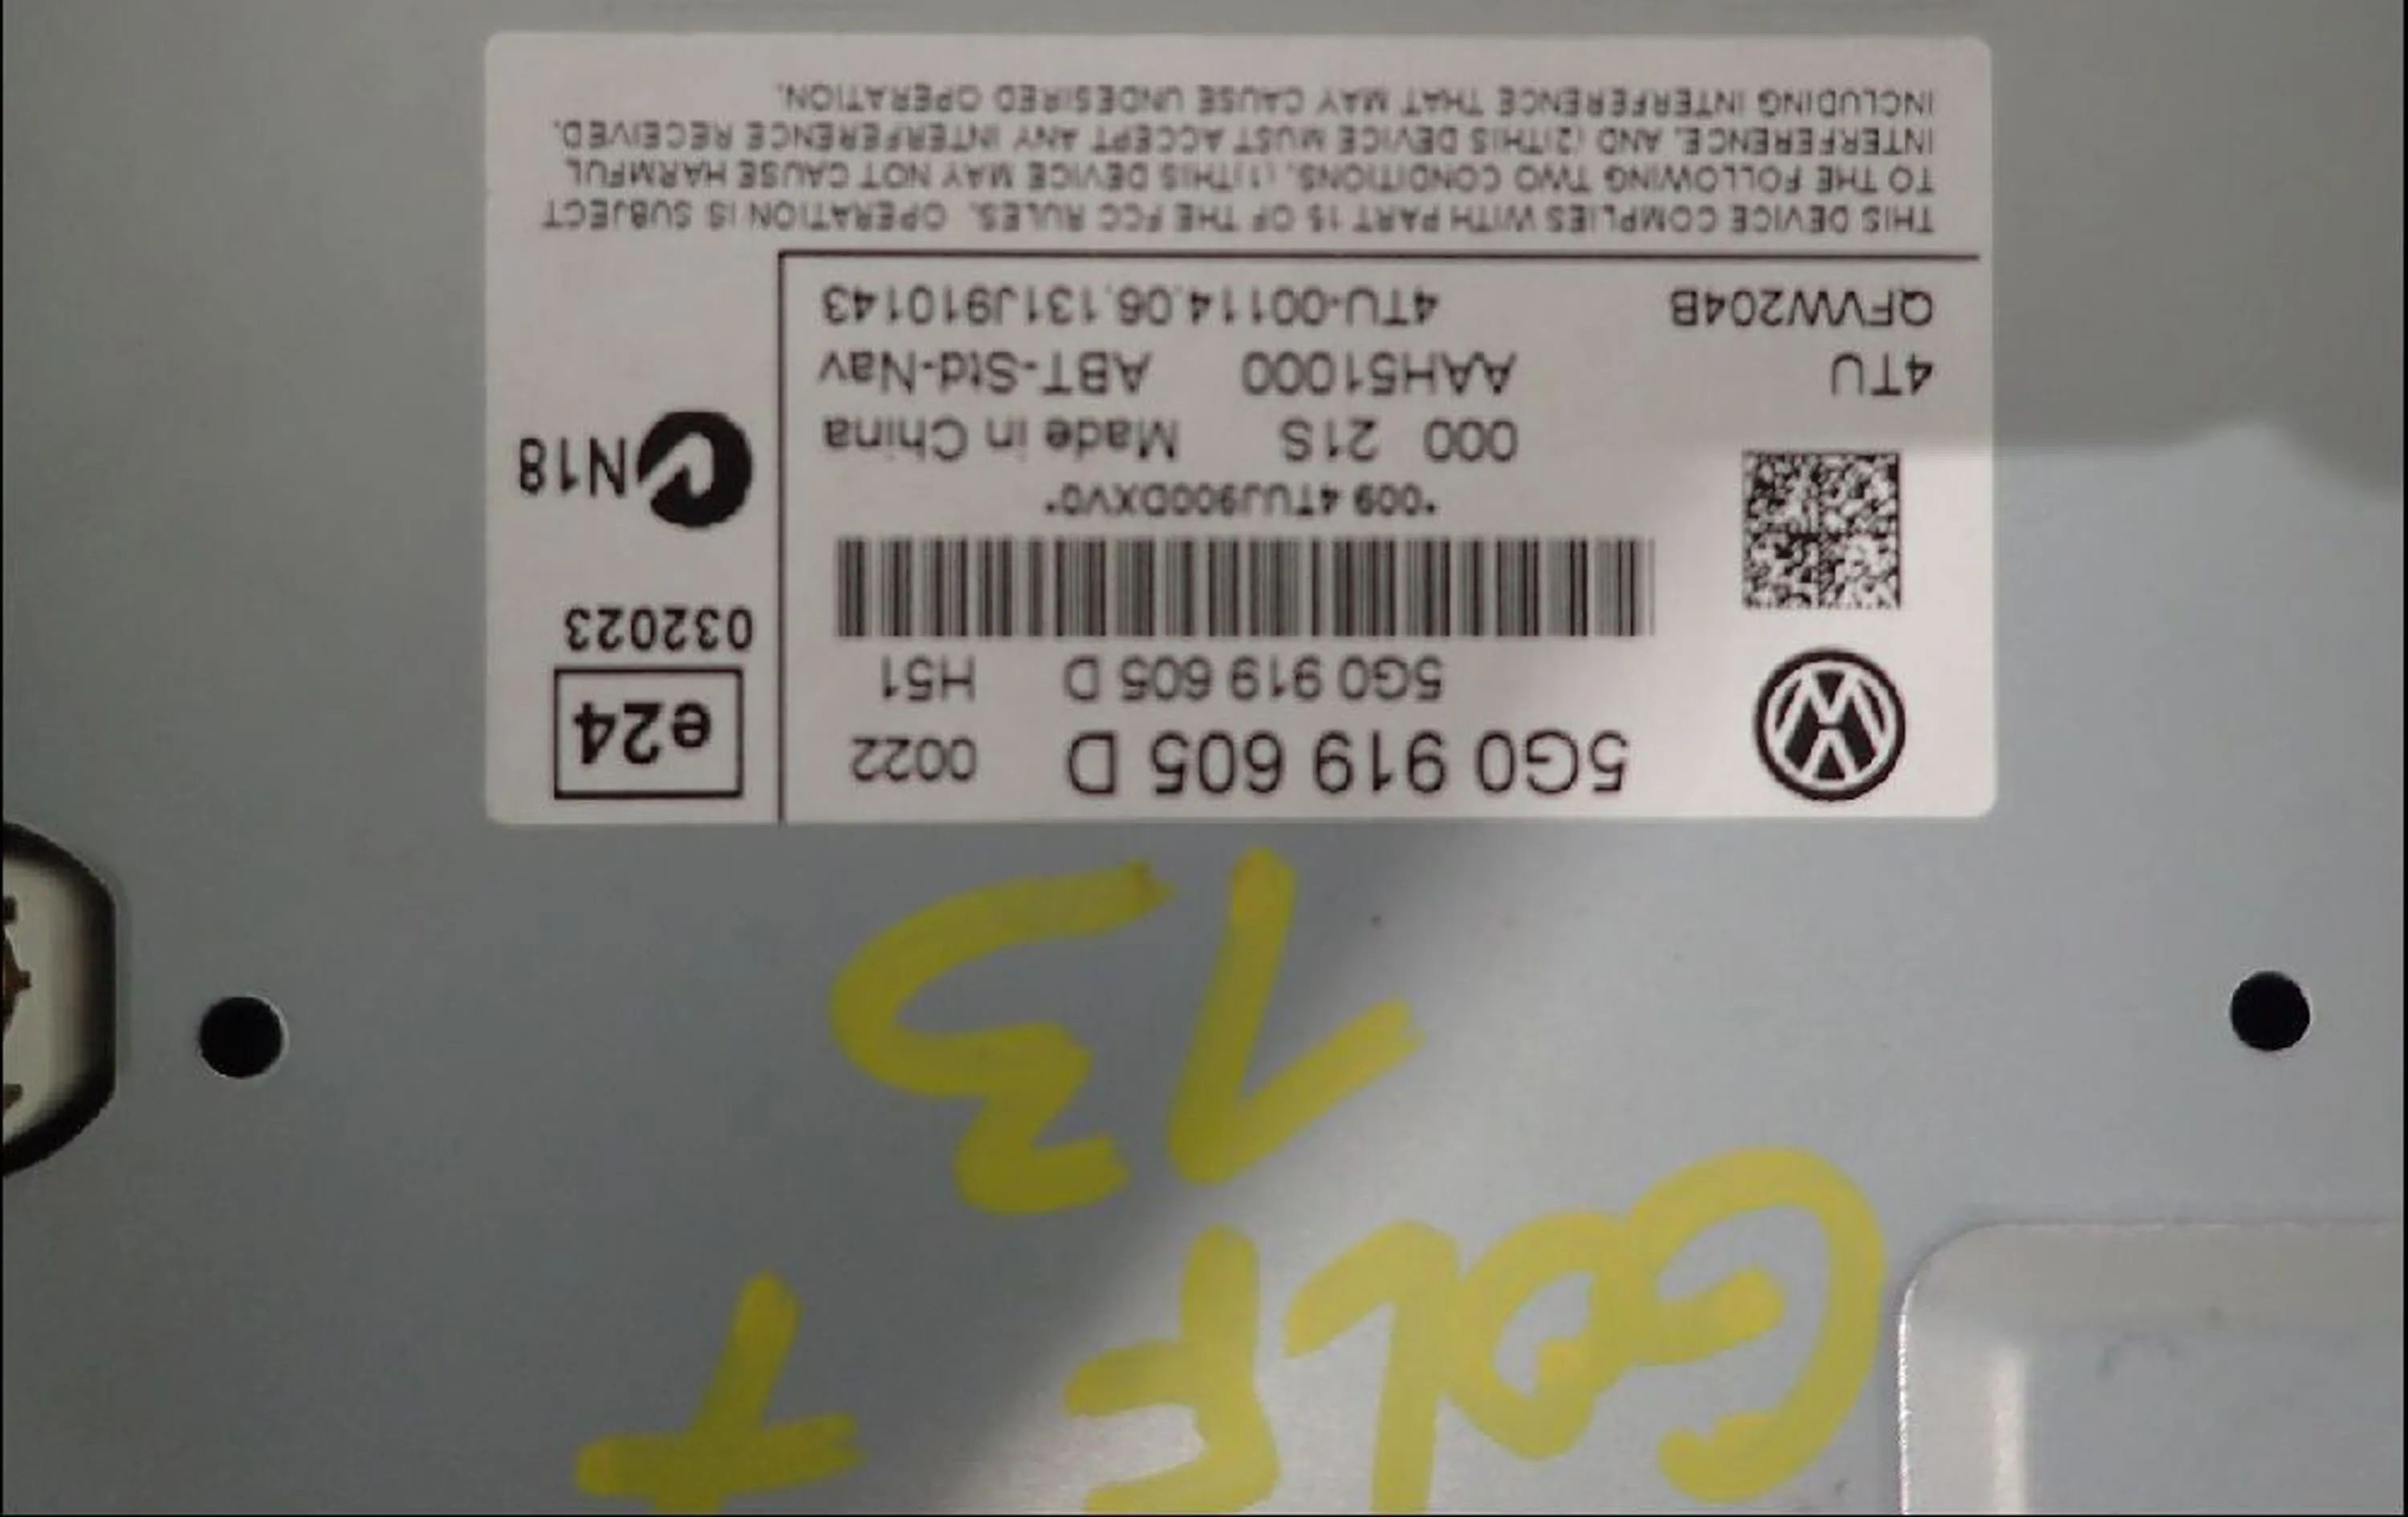 GOLF 7
13
5G0 919 605 D 0022
5G0 919 605 D H51
*009 4TUJ900DXV0*
000 21S Made in China
4TU AAH51000 ABT-Std-Nav
QFVW204B 4TU-00114.06.131J910143
e24
032023
N18
THIS DEVICE COMPLIES WITH PART 15 OF THE FCC RULES. OPERATION IS SUBJECT
TO THE FOLLOWING TWO CONDITIONS, (1)THIS DEVICE MAY NOT CAUSE HARMFUL
INTERFERENCE, AND (2)THIS DEVICE MUST ACCEPT ANY INTERFERENCE RECEIVED,
INCLUDING INTERFERENCE THAT MAY CAUSE UNDESIRED OPERATION.